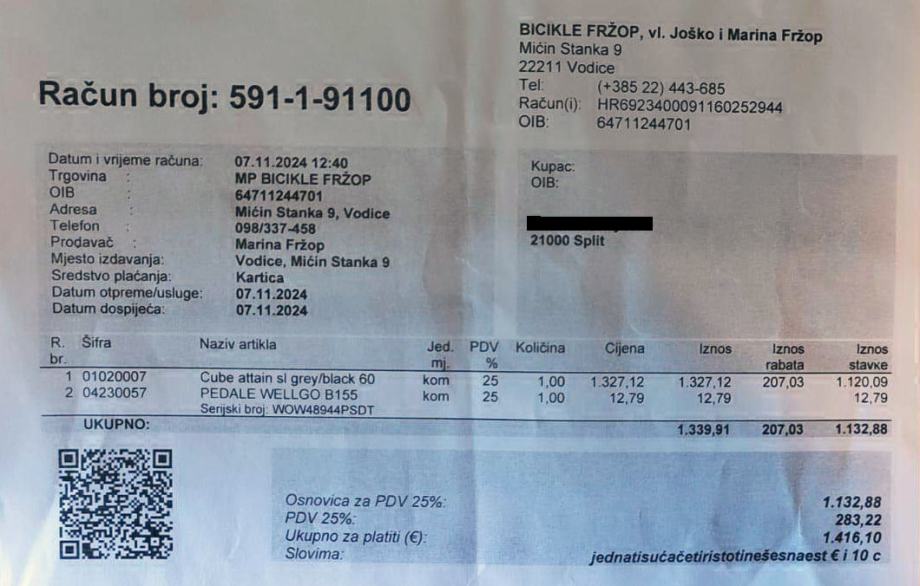 BICIKLE FRŽOP, vl. Joško i Marina Fržop
Mićin Stanka 9
22211 Vodice
Tel: (+385 22) 443-685
Račun(i): HR6923400091160252944
OIB: 64711244701
Račun broj: 591-1-91100
Datum i vrijeme računa: 07.11.2024 12:40
Trgovina : MP BICIKLE FRŽOP
OIB : 64711244701
Adresa : Mićin Stanka 9, Vodice
Telefon : 098/337-458
Prodavač : Marina Fržop
Mjesto izdavanja: Vodice, Mićin Stanka 9
Sredstvo plaćanja: Kartica
Datum otpreme/usluge: 07.11.2024
Datum dospijeća: 07.11.2024
Kupac:
OIB:
21000 Split
R. br. Šifra Naziv artikla Jed. mj. PDV % Količina Cijena Iznos Iznos rabata Iznos stavke
1 01020007 Cube attain sl grey/black 60 kom 25 1,00 1.327,12 1.327,12 207,03 1.120,09
2 04230057 PEDALE WELLGO B155 kom 25 1,00 12,79 12,79 12,79
Serijski broj: WOW48944PSDT
UKUPNO: 1.339,91 207,03 1.132,88
Osnovica za PDV 25%: 1.132,88
PDV 25%: 283,22
Ukupno za platiti (€): 1.416,10
Slovima: jednatisućačetiristotinešesnaest € i 10 c